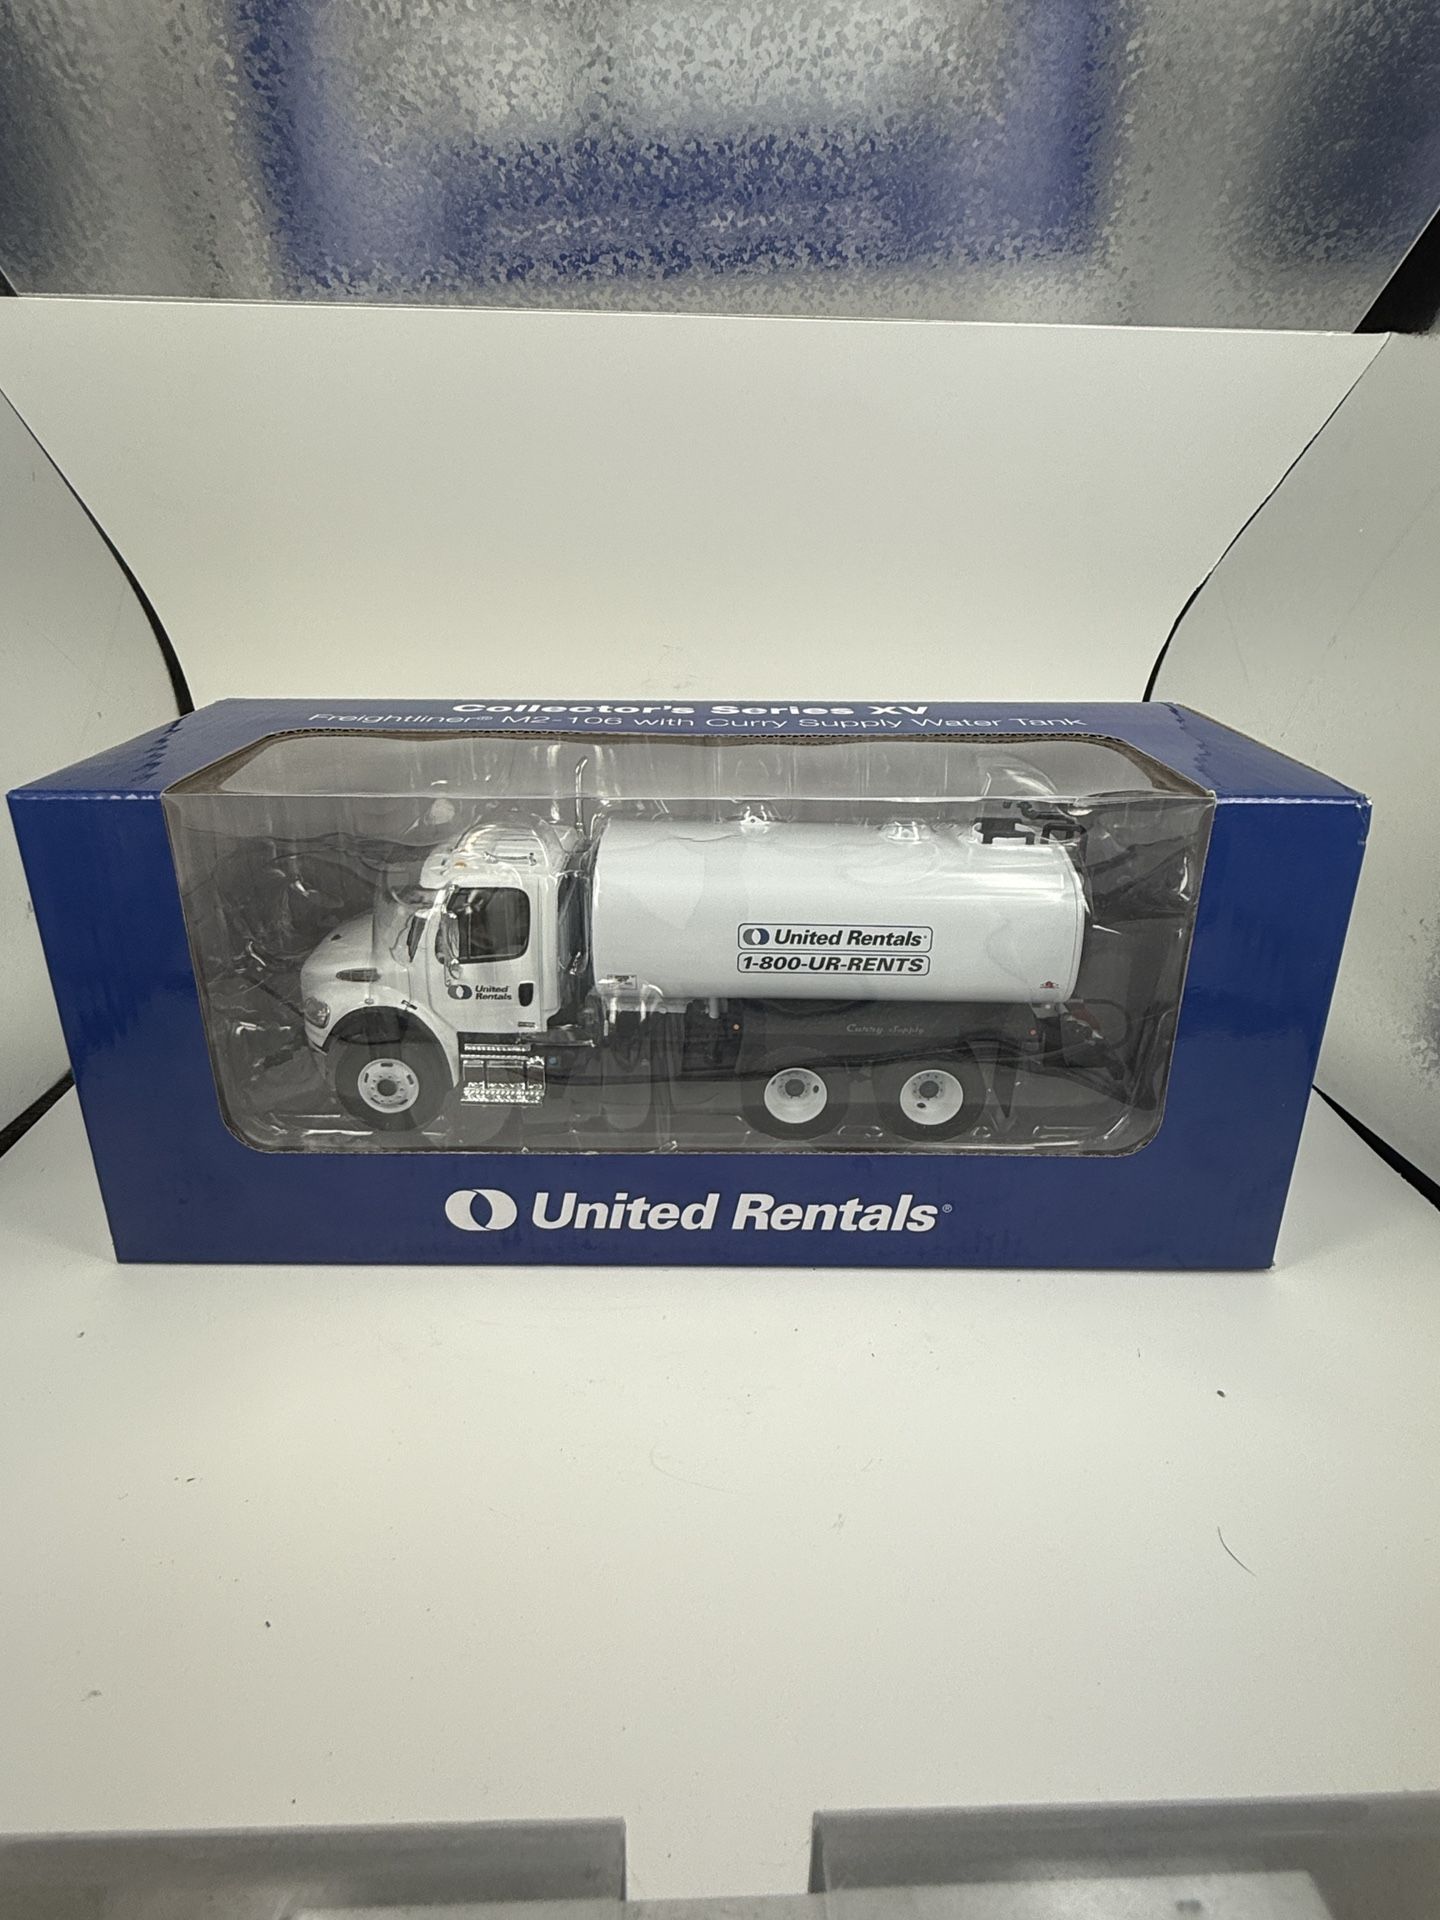 Collector's Series XV
Freightliner® M2-106 with Curry Supply Water Tank
United Rentals®
1-800-UR-RENTS
United
Rentals
Curry Supply
United Rentals®